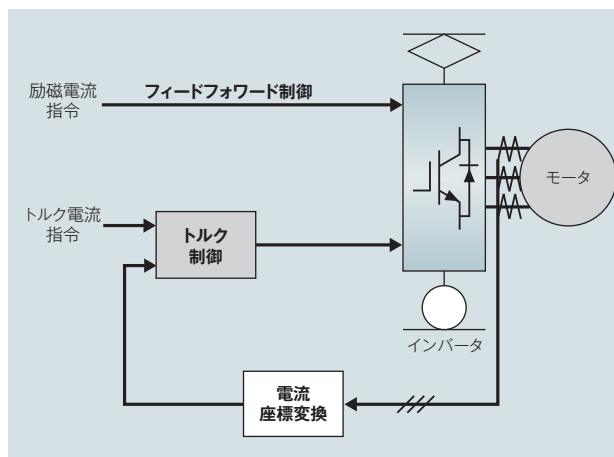 励磁電流
指令
フィードフォワード制御
モータ
トルク電流
指令
トルク
制御
インバータ
電流
座標変換